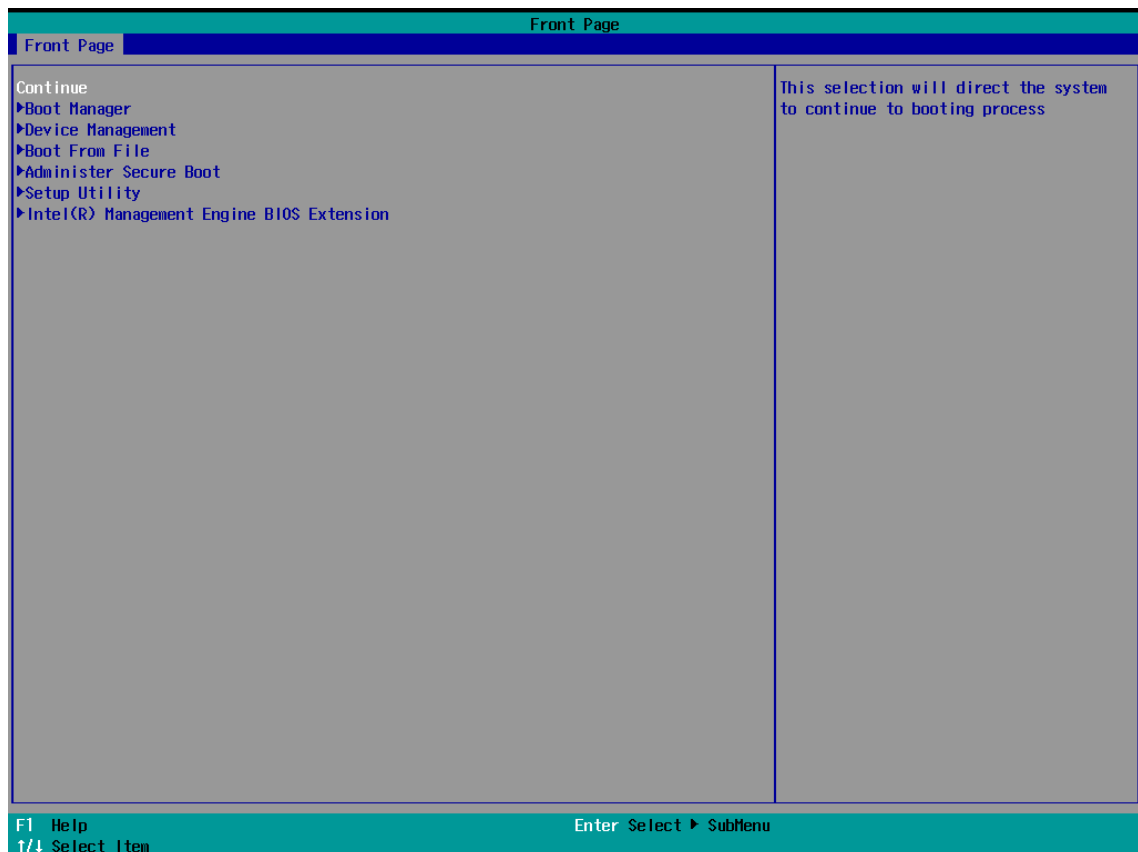 Front Page
Front Page
Continue
▶Boot Manager
▶Device Management
▶Boot From File
▶Administer Secure Boot
▶Setup Utility
▶Intel(R) Management Engine BIOS Extension
This selection will direct the system
to continue to booting process
F1 Help
Enter Select ▶ SubMenu
↑/↓ Select Item